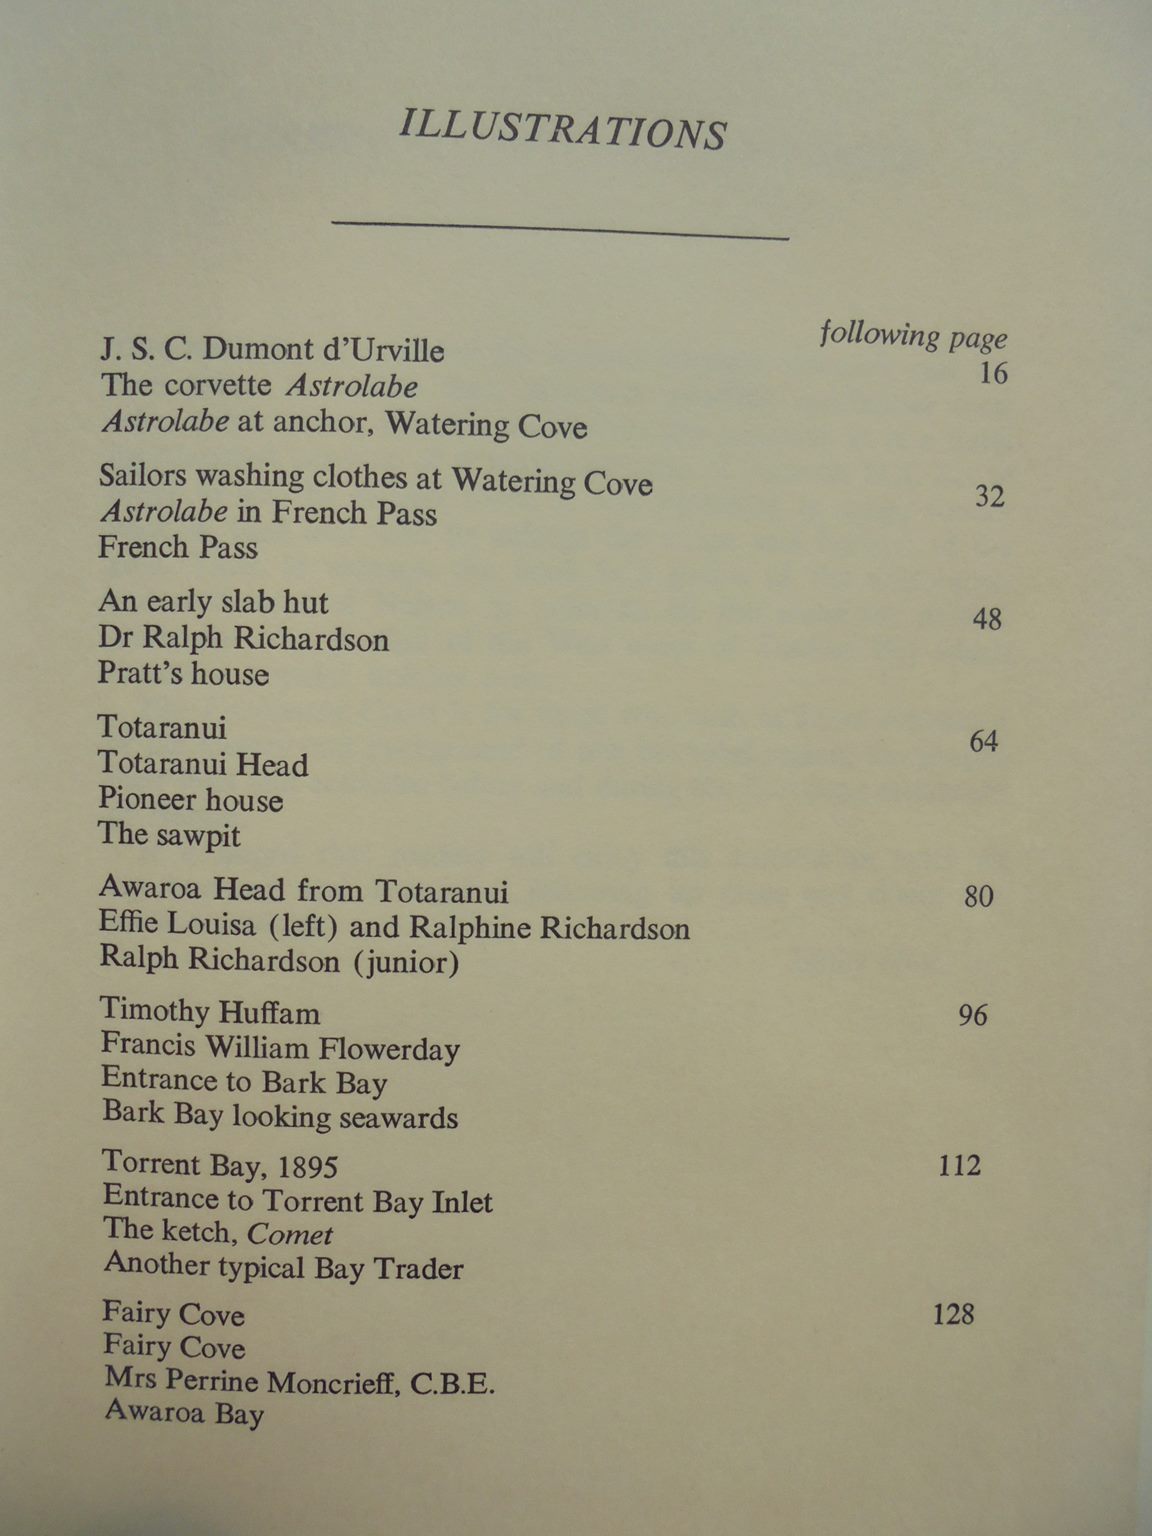 ILLUSTRATIONS
following page
J. S. C. Dumont d'Urville 16
The corvette Astrolabe
Astrolabe at anchor, Watering Cove
Sailors washing clothes at Watering Cove 32
Astrolabe in French Pass
French Pass
An early slab hut 48
Dr Ralph Richardson
Pratt's house
Totaranui 64
Totaranui Head
Pioneer house
The sawpit
Awaroa Head from Totaranui 80
Effie Louisa (left) and Ralphine Richardson
Ralph Richardson (junior)
Timothy Huffam 96
Francis William Flowerday
Entrance to Bark Bay
Bark Bay looking seawards
Torrent Bay, 1895 112
Entrance to Torrent Bay Inlet
The ketch, Comet
Another typical Bay Trader
Fairy Cove 128
Fairy Cove
Mrs Perrine Moncrieff, C.B.E.
Awaroa Bay